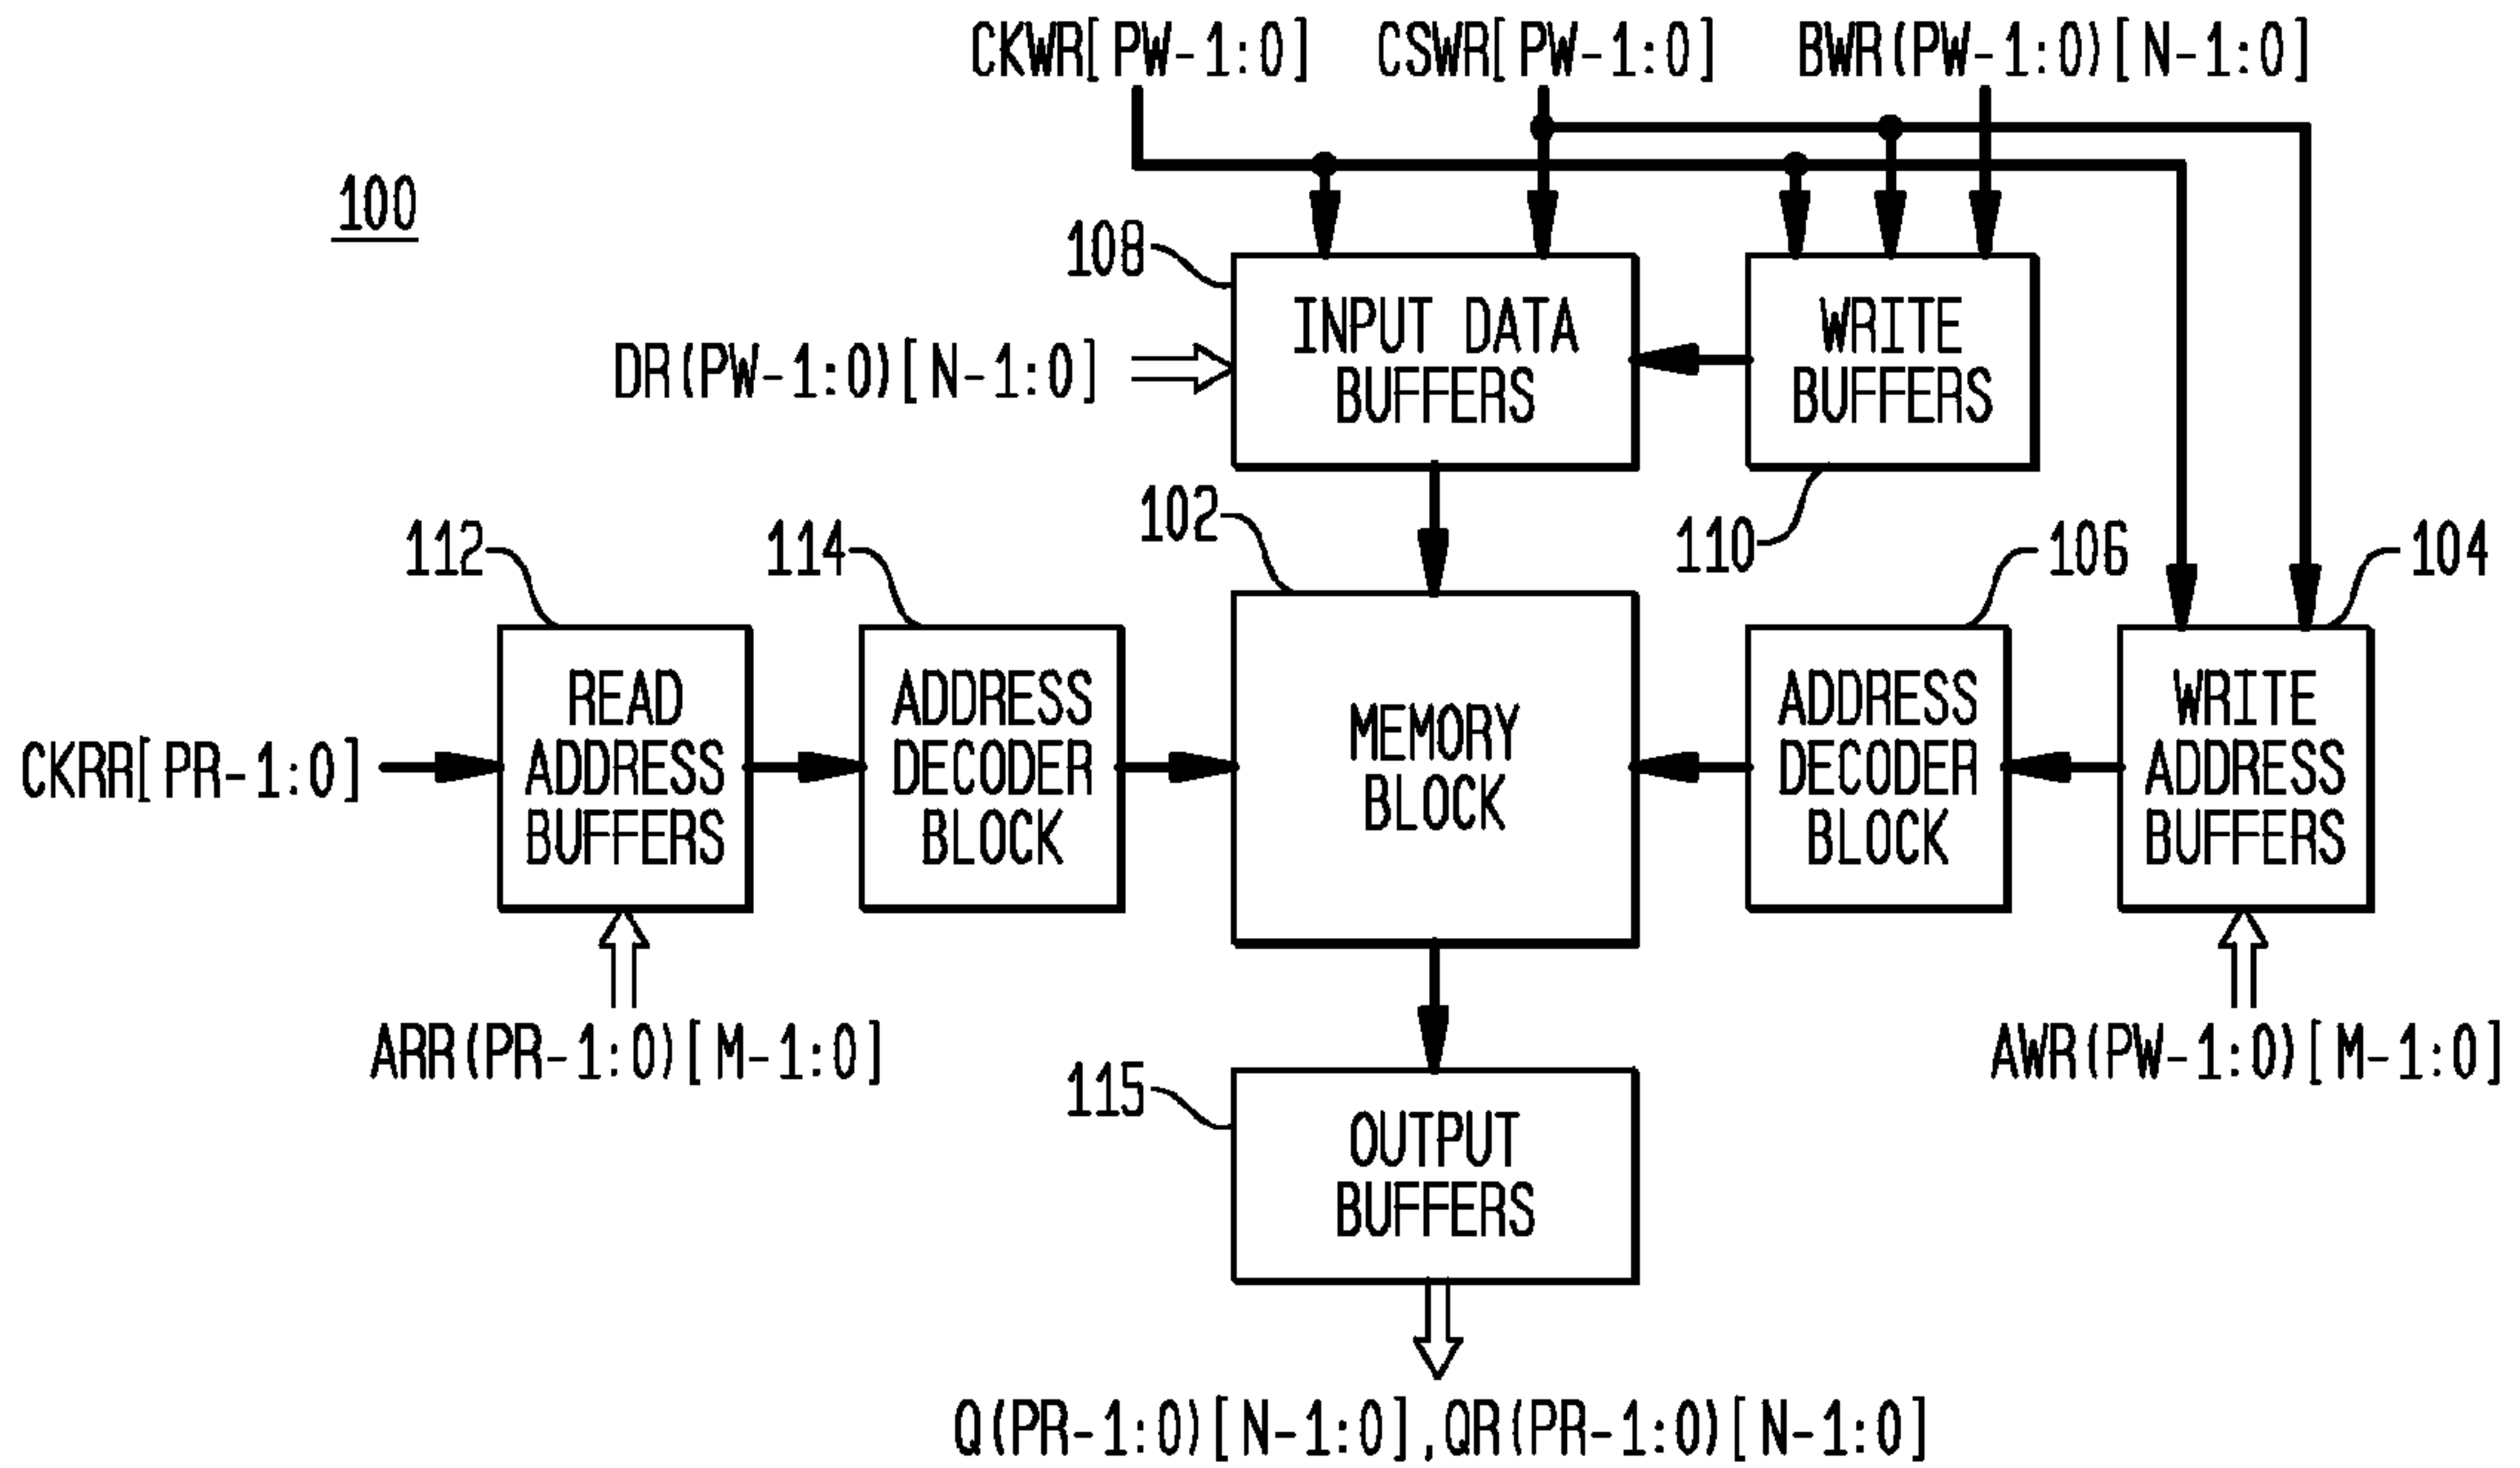 CKWR[PW-1:0] CSWR[PW-1:0] BWR(PW-1:0)[N-1:0]
100
108
INPUT DATA
BUFFERS
WRITE
BUFFERS
DR(PW-1:0)[N-1:0]
102
110
112
114
106
104
READ
ADDRESS
BUFFERS
ADDRESS
DECODER
BLOCK
MEMORY
BLOCK
ADDRESS
DECODER
BLOCK
WRITE
ADDRESS
BUFFERS
CKRR[PR-1:0]
ARR(PR-1:0)[M-1:0]
AWR(PW-1:0)[M-1:0]
115
OUTPUT
BUFFERS
Q(PR-1:0)[N-1:0],QR(PR-1:0)[N-1:0]